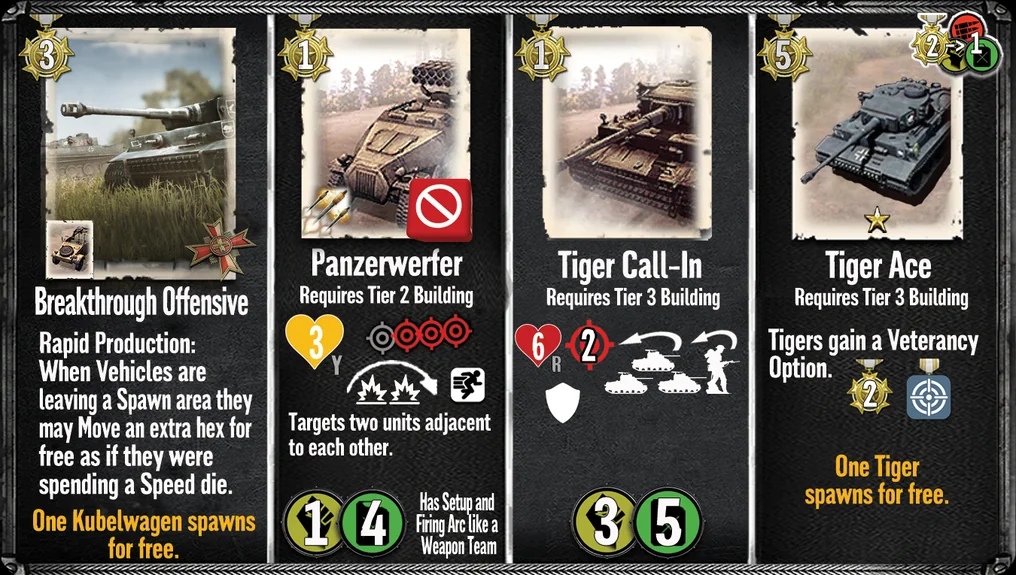 3
Breakthrough Offensive
Rapid Production:
When Vehicles are
leaving a Spawn area they
may Move an extra hex for
free as if they were
spending a Speed die.
One Kubelwagen spawns
for free.
1
Panzerwerfer
Requires Tier 2 Building
3
Y
Targets two units adjacent
to each other.
1 4
Has Setup and
Firing Arc like a
Weapon Team
1
Tiger Call-In
Requires Tier 3 Building
6 2
R
3 5
5
2->1
Tiger Ace
Requires Tier 3 Building
Tigers gain a Veterancy
Option.
2
One Tiger
spawns for free.